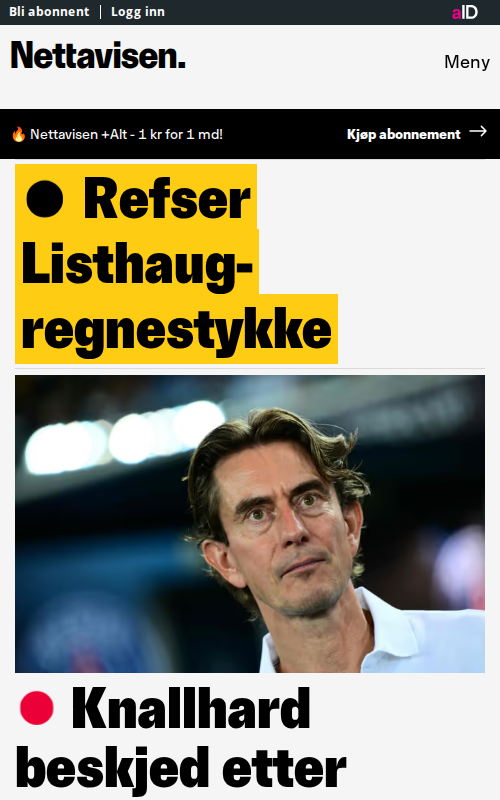 Bli abonnent | Logg inn
aID
Nettavisen.
Meny
🔥 Nettavisen +Alt - 1 kr for 1 md!
Kjøp abonnement →
Refser
Listhaug-
regnestykke
Knallhard
beskjed etter